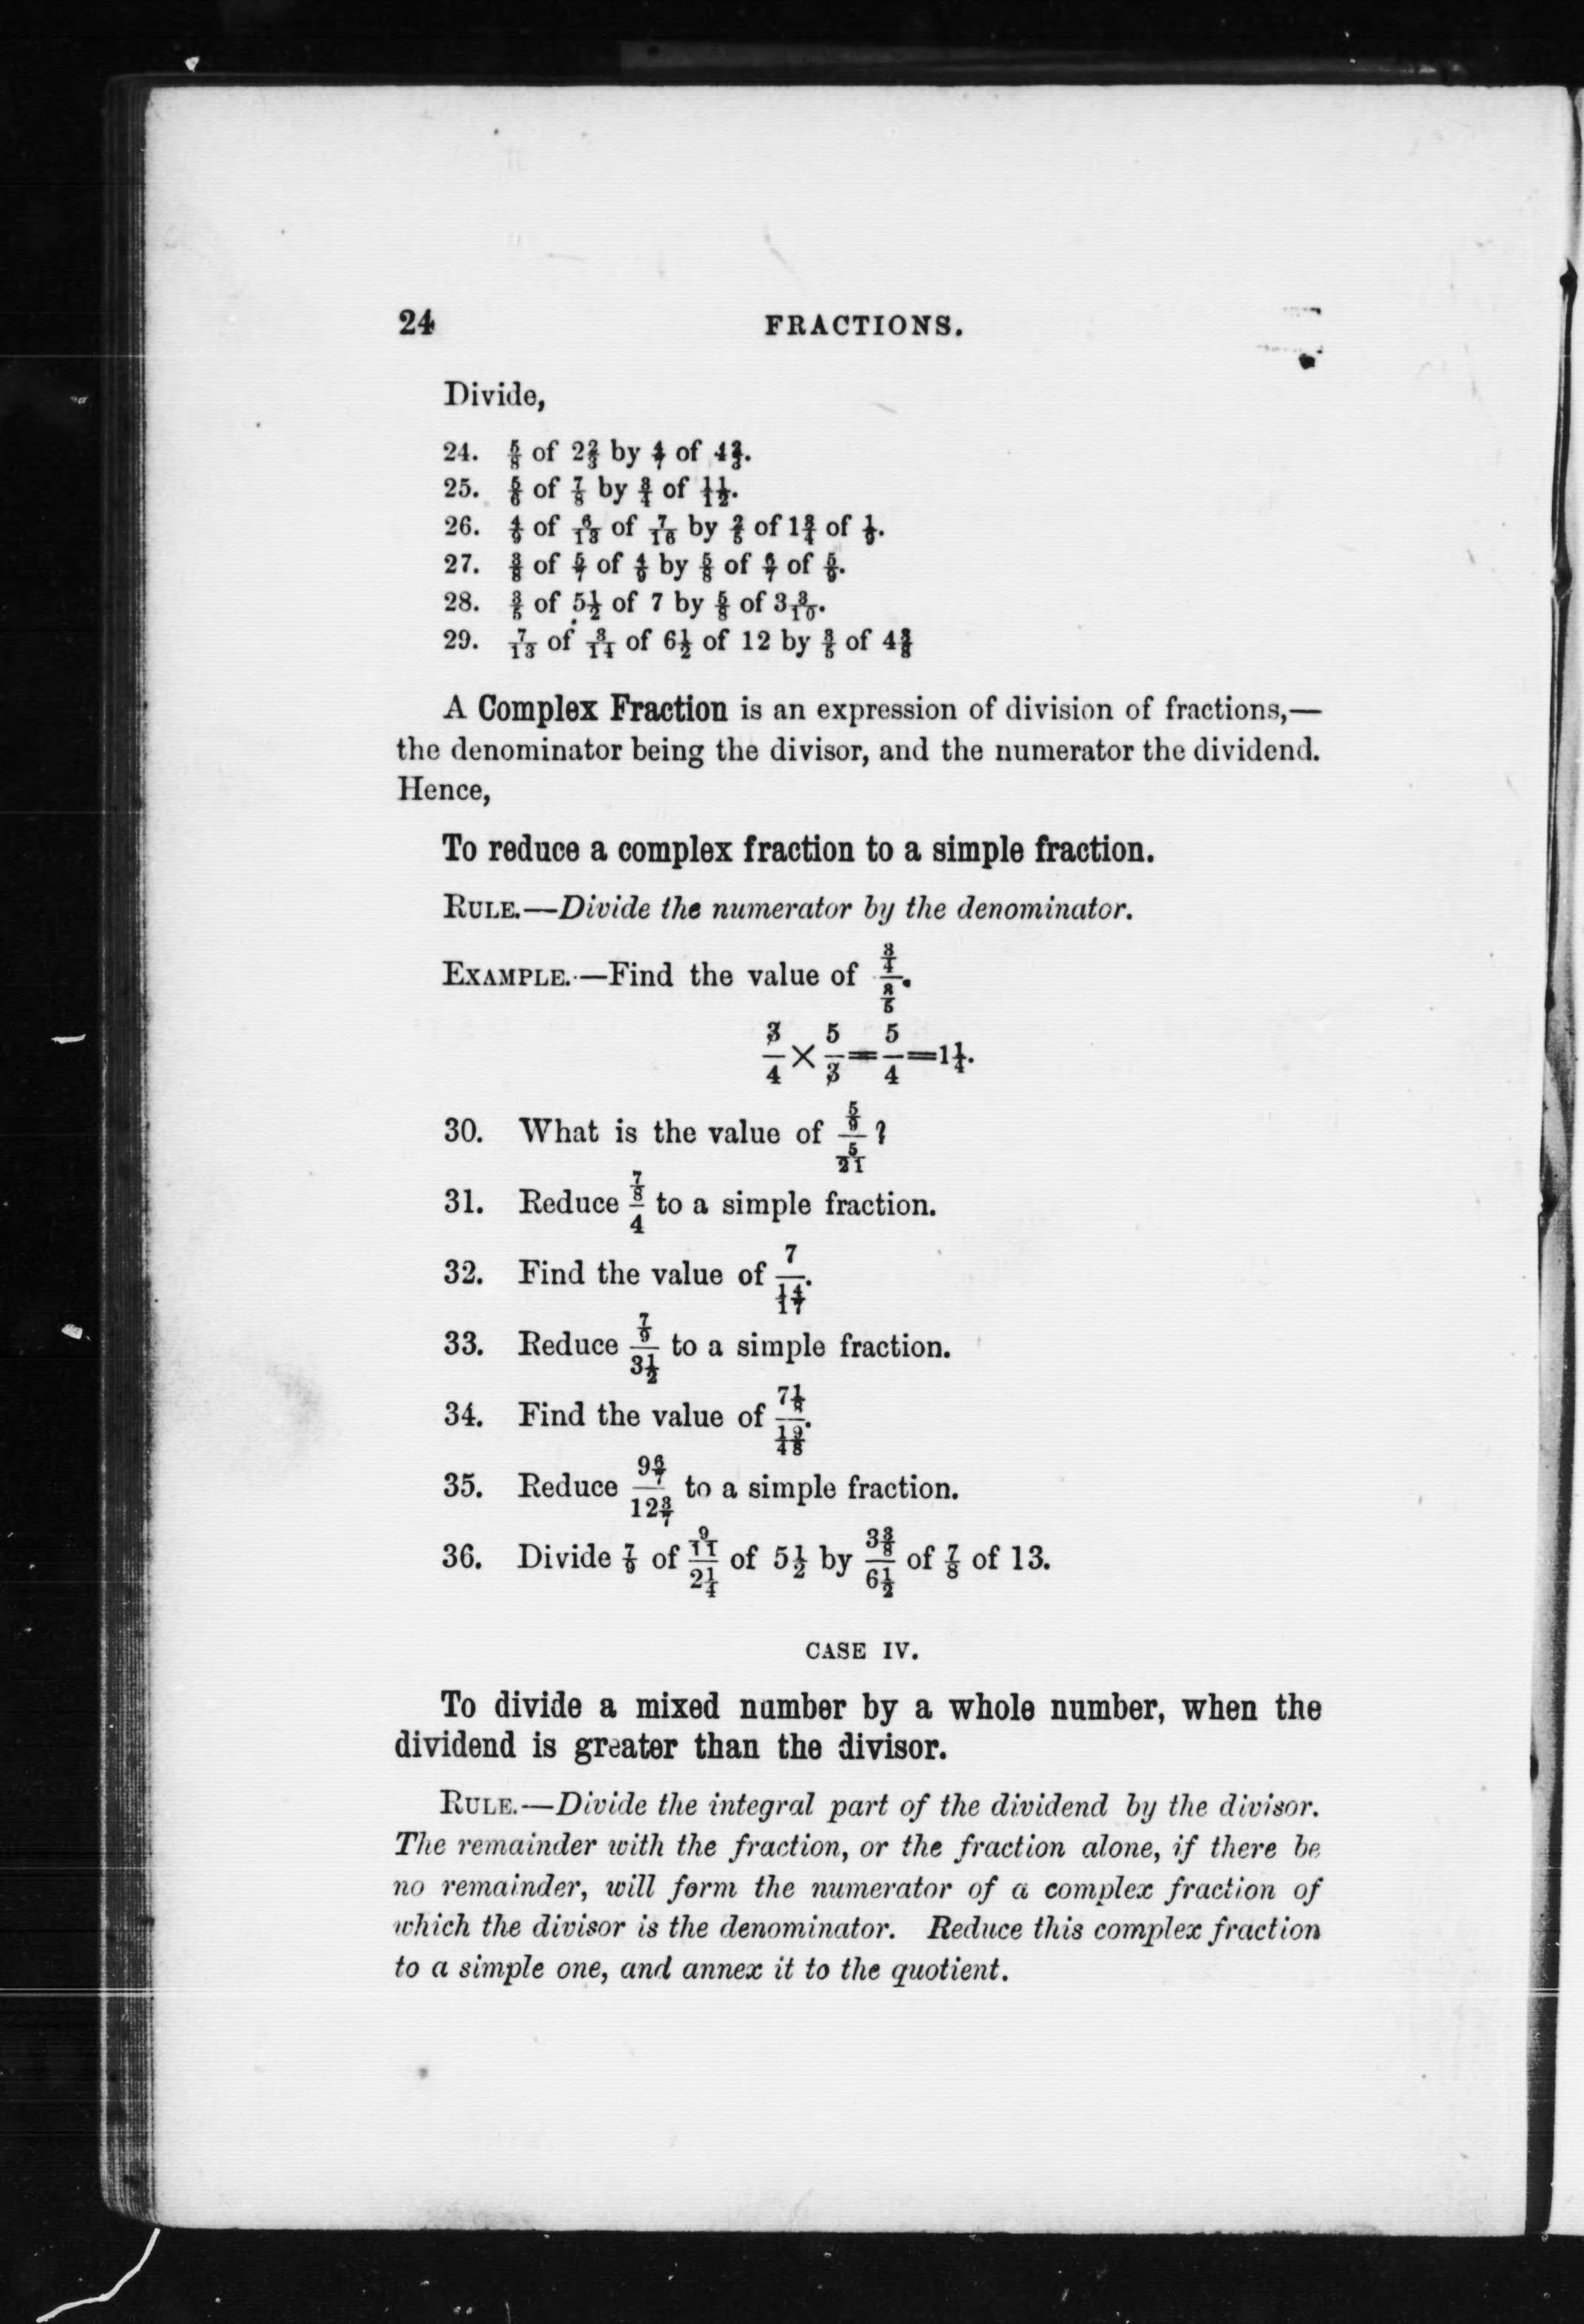 24 FRACTIONS.
Divide,
24. 5/8 of 2 2/3 by 4/7 of 4 2/3.
25. 5/6 of 7/8 by 3/4 of 11/12.
26. 4/9 of 6/13 of 7/16 by 2/5 of 1 3/4 of 1/9.
27. 3/8 of 5/7 of 4/9 by 5/8 of 6/7 of 5/9.
28. 3/5 of 5 1/2 of 7 by 5/8 of 3 3/10.
29. 7/13 of 3/14 of 6 1/2 of 12 by 3/5 of 4 3/8
A Complex Fraction is an expression of division of fractions,—
the denominator being the divisor, and the numerator the dividend.
Hence,
To reduce a complex fraction to a simple fraction.
RULE.—Divide the numerator by the denominator.
EXAMPLE.—Find the value of (3/4)/(3/5).
3/4 × 5/3 = 5/4 = 1 1/4.
30. What is the value of (5/9)/(5/21) ?
31. Reduce (7/8)/4 to a simple fraction.
32. Find the value of 7/(14/17).
33. Reduce (7/9)/(3 1/2) to a simple fraction.
34. Find the value of (7 1/8)/(19/48).
35. Reduce (9 6/7)/(12 3/7) to a simple fraction.
36. Divide 7/9 of (9/11)/(2 1/4) of 5 1/2 by (3 3/8)/(6 1/2) of 7/8 of 13.
CASE IV.
To divide a mixed number by a whole number, when the
dividend is greater than the divisor.
RULE.—Divide the integral part of the dividend by the divisor.
The remainder with the fraction, or the fraction alone, if there be
no remainder, will form the numerator of a complex fraction of
which the divisor is the denominator. Reduce this complex fraction
to a simple one, and annex it to the quotient.